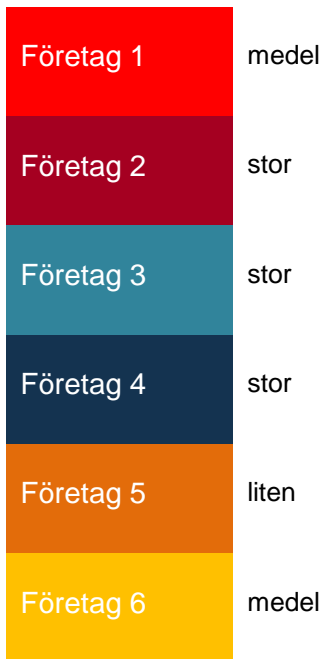 Företag 1 medel
Företag 2 stor
Företag 3 stor
Företag 4 stor
Företag 5 liten
Företag 6 medel